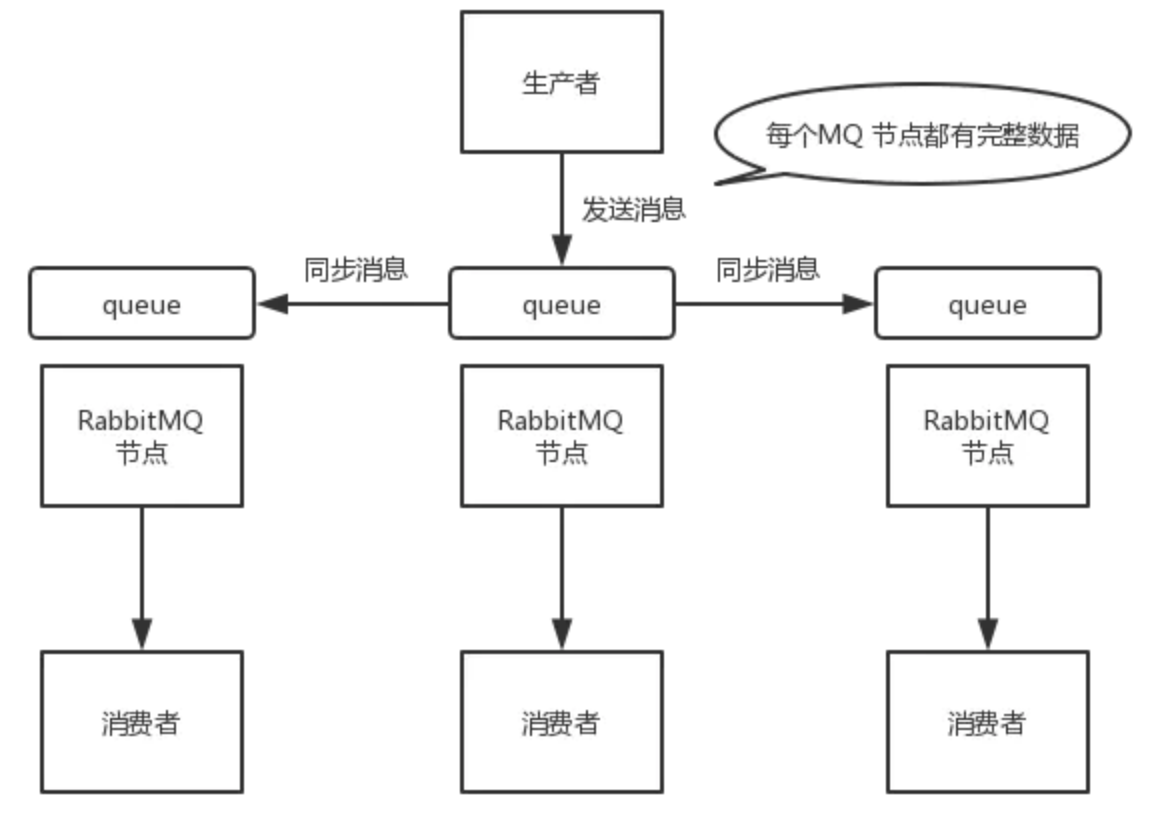 生产者
每个MQ 节点都有完整数据
发送消息
同步消息
同步消息
queue
queue
queue
RabbitMQ
节点
RabbitMQ
节点
RabbitMQ
节点
消费者
消费者
消费者